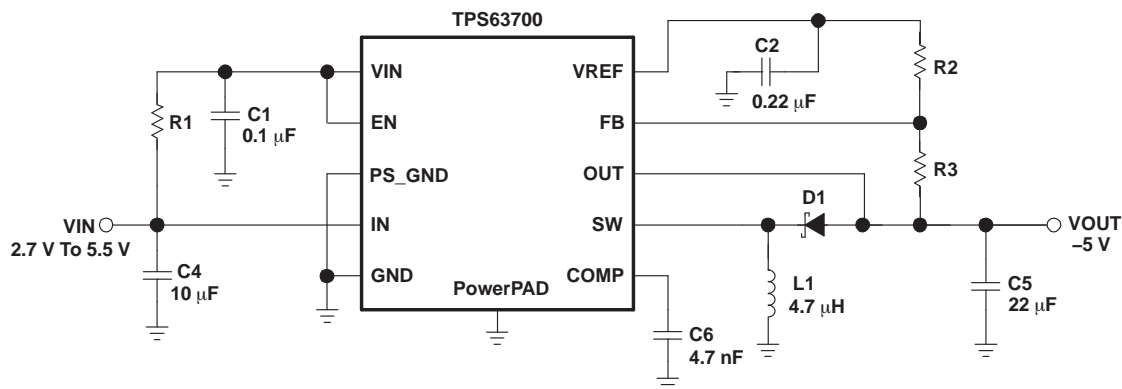 TPS63700
VIN
VREF
C2
0.22 μF
R2
R1
C1
0.1 μF
EN
FB
PS_GND
OUT
R3
VIN
2.7 V To 5.5 V
IN
SW
D1
VOUT
–5 V
C4
10 μF
GND
COMP
PowerPAD
L1
4.7 μH
C5
22 μF
C6
4.7 nF